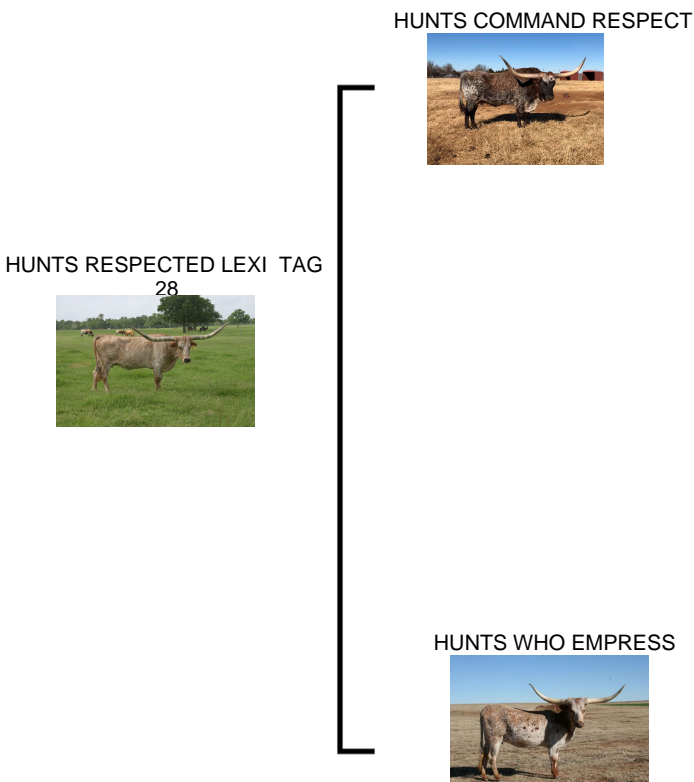 HUNTS COMMAND RESPECT
HUNTS RESPECTED LEXI  TAG
28
HUNTS WHO EMPRESS